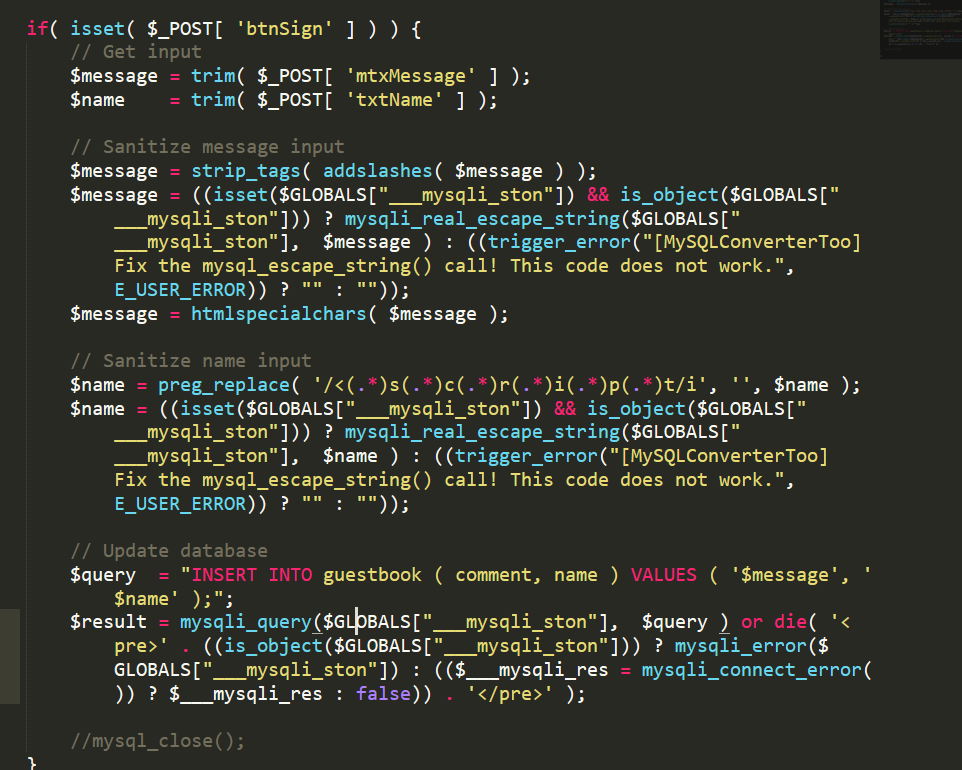 if( isset( $_POST[ 'btnSign' ] ) ) {
// Get input
$message = trim( $_POST[ 'mtxMessage' ] );
$name    = trim( $_POST[ 'txtName' ] );
// Sanitize message input
$message = strip_tags( addslashes( $message ) );
$message = ((isset($GLOBALS["___mysqli_ston"]) && is_object($GLOBALS["
___mysqli_ston"])) ? mysqli_real_escape_string($GLOBALS["
___mysqli_ston"],  $message ) : ((trigger_error("[MySQLConverterToo]
Fix the mysql_escape_string() call! This code does not work.",
E_USER_ERROR)) ? "" : ""));
$message = htmlspecialchars( $message );
// Sanitize name input
$name = preg_replace( '/<(.*)s(.*)c(.*)r(.*)i(.*)p(.*)t/i', '', $name );
$name = ((isset($GLOBALS["___mysqli_ston"]) && is_object($GLOBALS["
___mysqli_ston"])) ? mysqli_real_escape_string($GLOBALS["
___mysqli_ston"],  $name ) : ((trigger_error("[MySQLConverterToo]
Fix the mysql_escape_string() call! This code does not work.",
E_USER_ERROR)) ? "" : ""));
// Update database
$query  = "INSERT INTO guestbook ( comment, name ) VALUES ( '$message', '
$name' );";
$result = mysqli_query($GLOBALS["___mysqli_ston"],  $query ) or die( '<
pre>' . ((is_object($GLOBALS["___mysqli_ston"])) ? mysqli_error($
GLOBALS["___mysqli_ston"]) : (($___mysqli_res = mysqli_connect_error(
)) ? $___mysqli_res : false)) . '</pre>' );
//mysql_close();
}